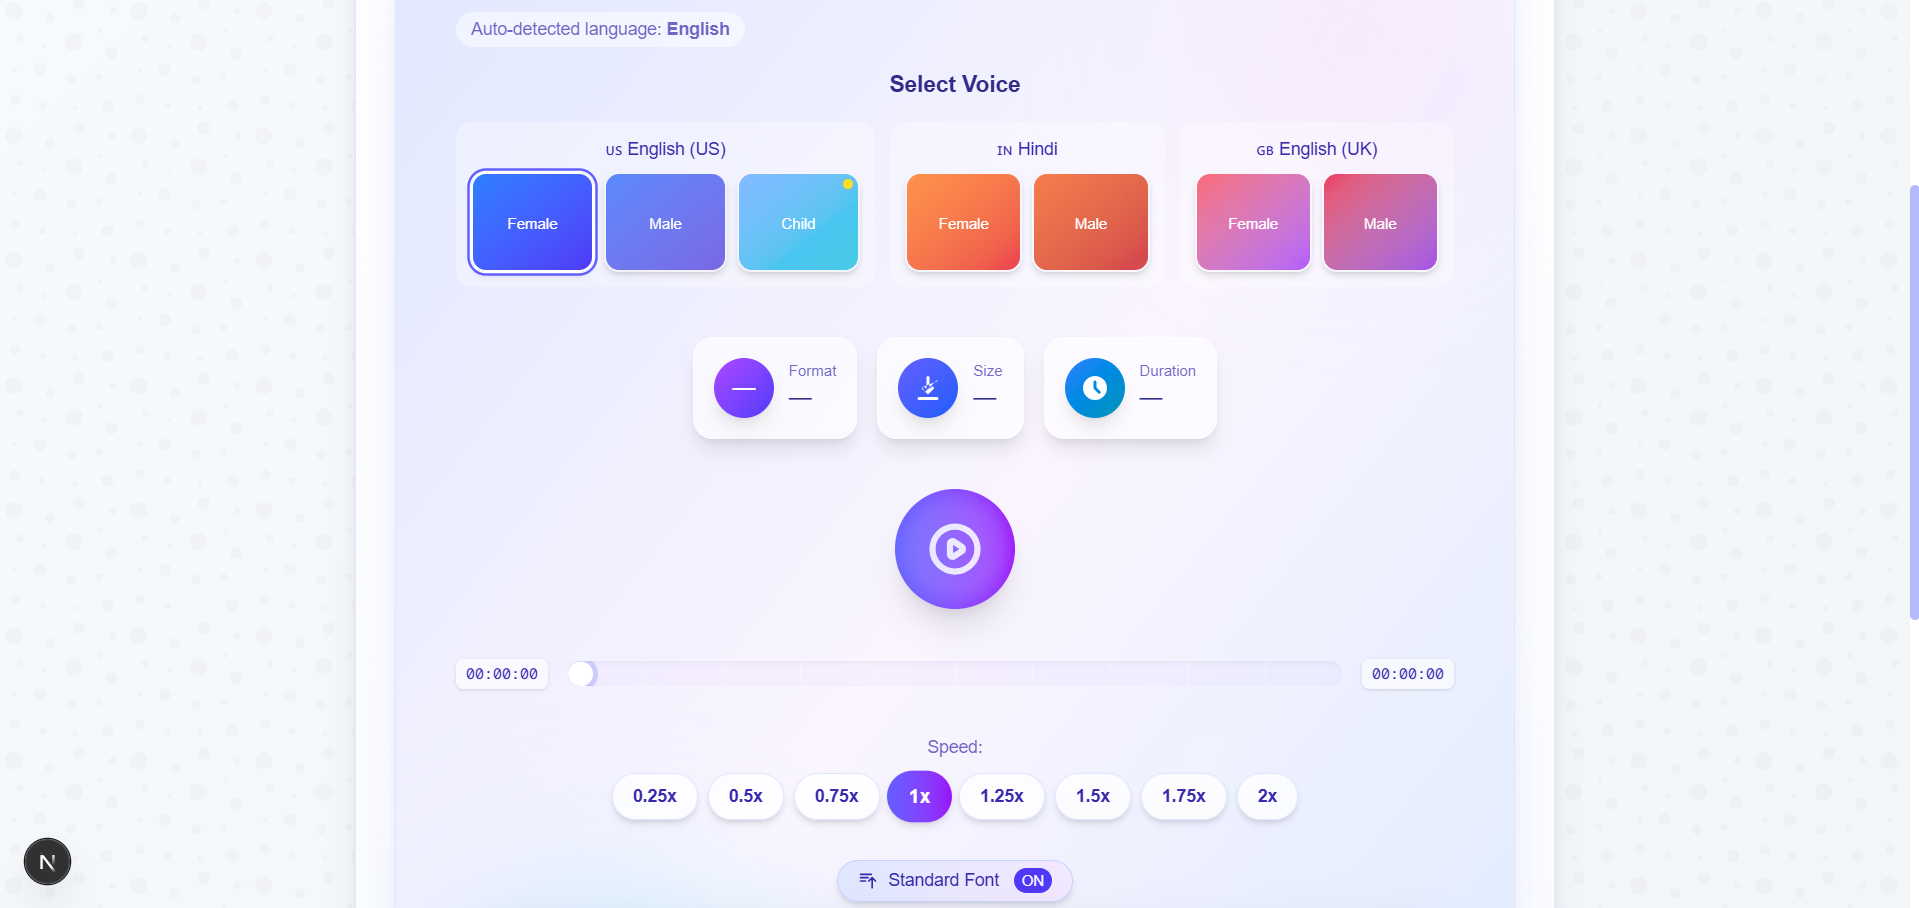 Auto-detected language: English
Select Voice
US English (US)
IN Hindi
GB English (UK)
Female
Male
Child
Female
Male
Female
Male
Format
—
Size
—
Duration
—
00:00:00
00:00:00
Speed:
0.25x
0.5x
0.75x
1x
1.25x
1.5x
1.75x
2x
Standard Font ON
N